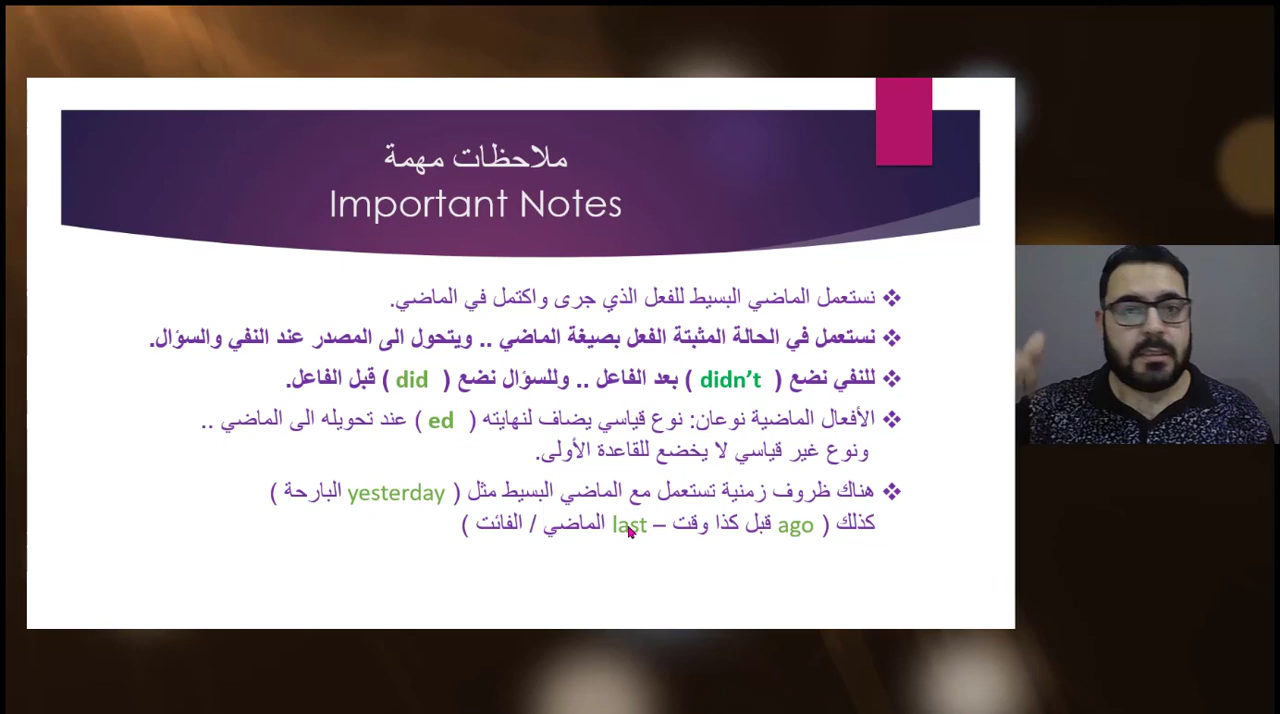 ملاحظات مهمة
Important Notes
❖ نستعمل الماضي البسيط للفعل الذي جرى واكتمل في الماضي.
❖ نستعمل في الحالة المثبتة الفعل بصيغة الماضي .. ويتحول الى المصدر عند النفي والسؤال.
❖ للنفي نضع ( didn’t ) بعد الفاعل .. وللسؤال نضع ( did ) قبل الفاعل.
❖ الأفعال الماضية نوعان: نوع قياسي يضاف لنهايته ( ed ) عند تحويله الى الماضي ..
ونوع غير قياسي لا يخضع للقاعدة الأولى.
❖ هناك ظروف زمنية تستعمل مع الماضي البسيط مثل ( yesterday البارحة )
كذلك ( ago قبل كذا وقت – last الماضي / الفائت )